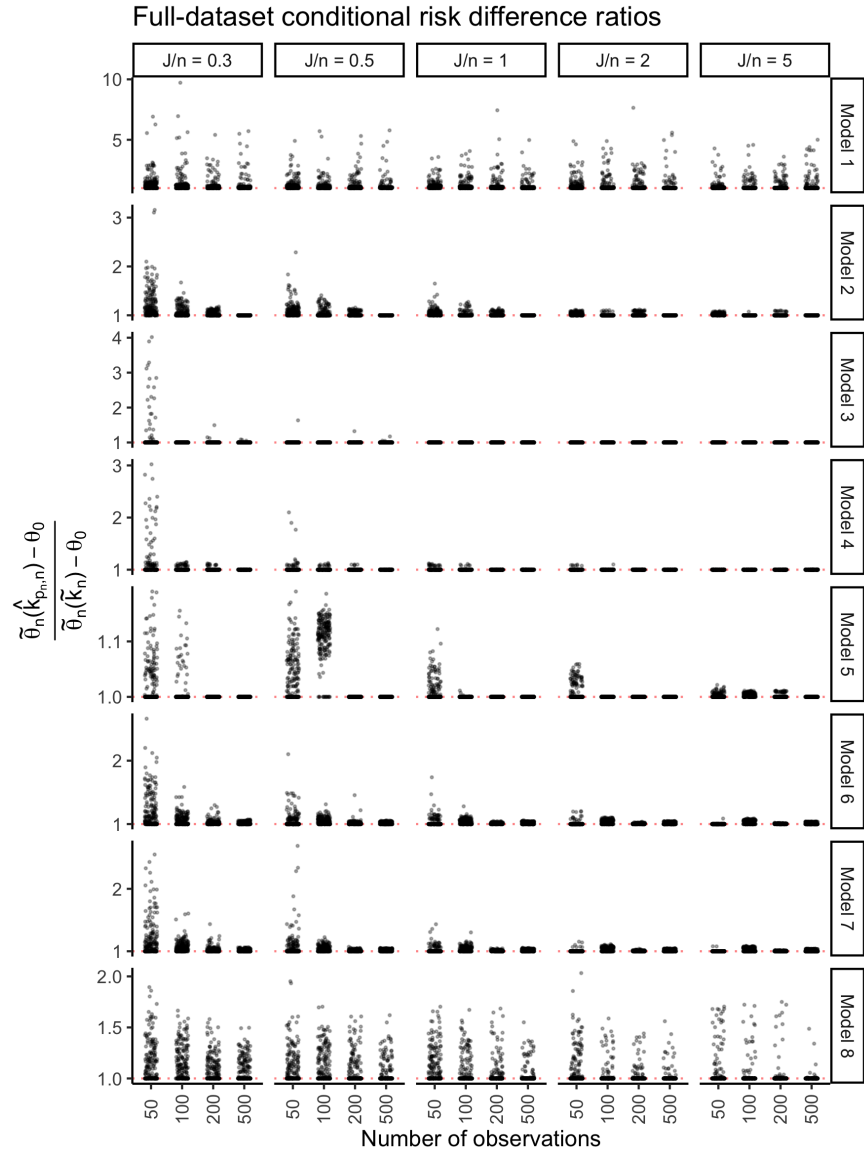 Full-dataset conditional risk difference ratios
J/n = 0.3 J/n = 0.5 J/n = 1 J/n = 2 J/n = 5
10
5
Model 1
3
2
1
Model 2
4
3
2
1
Model 3
3
2
1
Model 4
1.1
1.0
Model 5
2
1
Model 6
2
1
Model 7
2.0
1.5
1.0
Model 8
θ̃ₙ(k̂ₚₙ,ₙ) − θ₀
θ̃ₙ(k̃ₙ) − θ₀
50 100 200 500 50 100 200 500 50 100 200 500 50 100 200 500 50 100 200 500
Number of observations